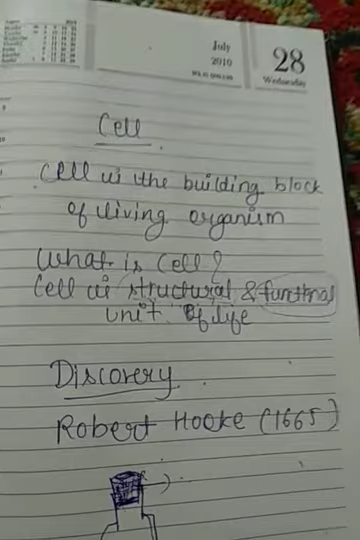 July
2010
28
Wednesday
Cell
Cell is the building block
of living organism
What is Cell?
Cell is structural & functional
unit of life
Discovery
Robert Hooke (1665)